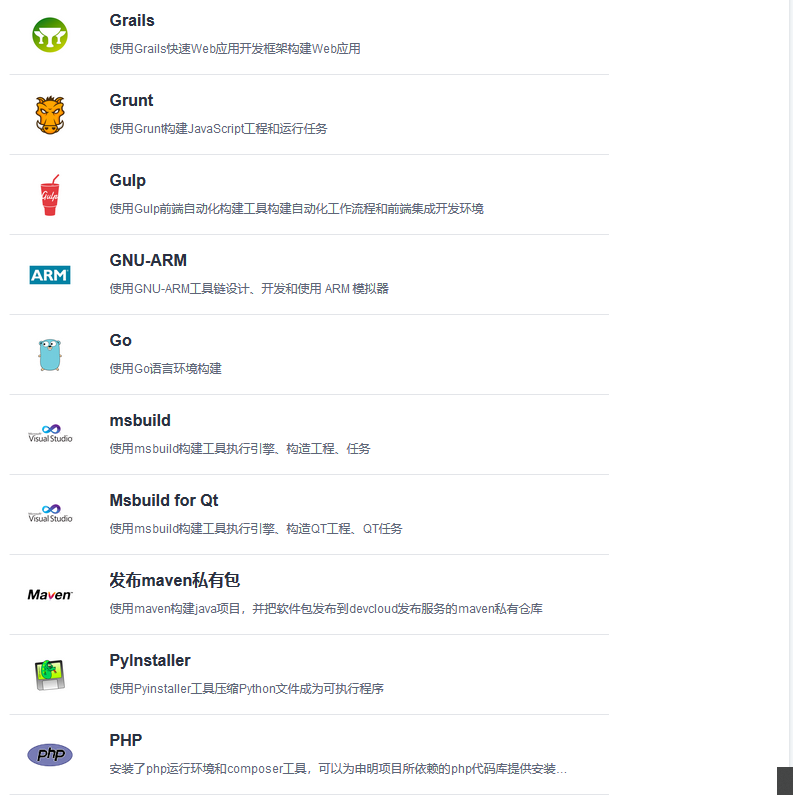 Grails
使用Grails快速Web应用开发框架构建Web应用
Grunt
使用Grunt构建JavaScript工程和运行任务
Gulp
Gulp
使用Gulp前端自动化构建工具构建自动化工作流程和前端集成开发环境
ARM
GNU-ARM
使用GNU-ARM工具链设计、开发和使用 ARM 模拟器
Go
使用Go语言环境构建
Microsoft
Visual Studio
msbuild
使用msbuild构建工具执行引擎、构造工程、任务
Microsoft
Visual Studio
Msbuild for Qt
使用msbuild构建工具执行引擎、构造QT工程、QT任务
Maven
发布maven私有包
使用maven构建java项目，并把软件包发布到devcloud发布服务的maven私有仓库
PyInstaller
使用Pyinstaller工具压缩Python文件成为可执行程序
php
PHP
安装了php运行环境和composer工具，可以为申明项目所依赖的php代码库提供安装…